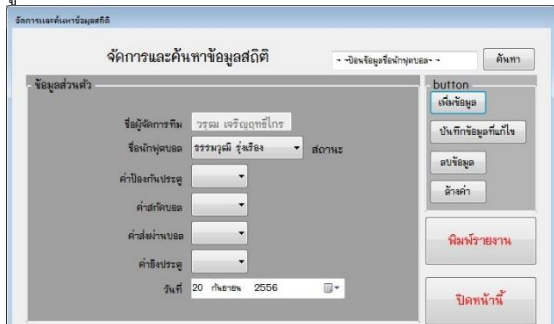 จัดการและค้นหาข้อมูลสถิติ
จัดการและค้นหาข้อมูลสถิติ
- -ป้อนข้อมูลชื่อนักฟุตบอล- -
ค้นหา
ข้อมูลส่วนตัว
ชื่อผู้จัดการทีม วรุฒ เจริญฤทธิ์ไกร
ชื่อนักฟุตบอล วรรณวุฒิ รุ่งเรือง สถานะ
ค่าป้องกันประตู
ค่าสกัดบอล
ค่าส่งผ่านบอล
ค่ายิงประตู
วันที่ 20 กันยายน 2556
button
เพิ่มข้อมูล
บันทึกข้อมูลที่แก้ไข
ลบข้อมูล
ล้างค่า
พิมพ์รายงาน
ปิดหน้านี้